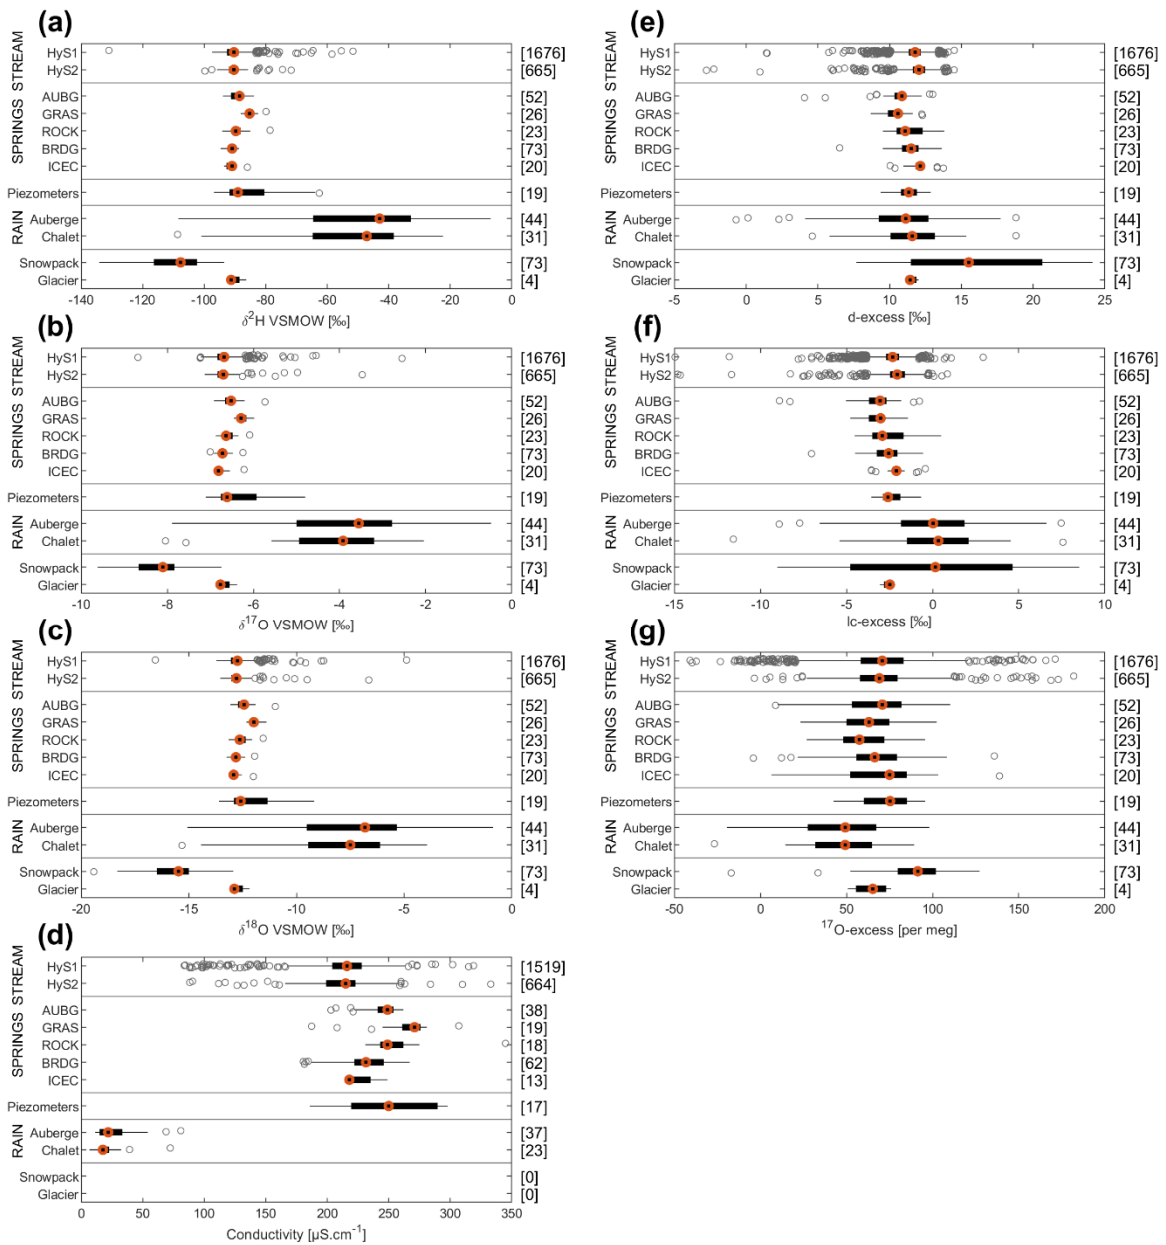 (a)
STREAM
HyS1 [1676]
HyS2 [665]
SPRINGS
AUBG [52]
GRAS [26]
ROCK [23]
BRDG [73]
ICEC [20]
Piezometers [19]
RAIN
Auberge [44]
Chalet [31]
Snowpack [73]
Glacier [4]
-140 -120 -100 -80 -60 -40 -20 0
δ²H VSMOW [‰]
(b)
STREAM
HyS1 [1676]
HyS2 [665]
SPRINGS
AUBG [52]
GRAS [26]
ROCK [23]
BRDG [73]
ICEC [20]
Piezometers [19]
RAIN
Auberge [44]
Chalet [31]
Snowpack [73]
Glacier [4]
-10 -8 -6 -4 -2 0
δ¹⁷O VSMOW [‰]
(c)
STREAM
HyS1 [1676]
HyS2 [665]
SPRINGS
AUBG [52]
GRAS [26]
ROCK [23]
BRDG [73]
ICEC [20]
Piezometers [19]
RAIN
Auberge [44]
Chalet [31]
Snowpack [73]
Glacier [4]
-20 -15 -10 -5 0
δ¹⁸O VSMOW [‰]
(d)
STREAM
HyS1 [1519]
HyS2 [664]
SPRINGS
AUBG [38]
GRAS [19]
ROCK [18]
BRDG [62]
ICEC [13]
Piezometers [17]
RAIN
Auberge [37]
Chalet [23]
Snowpack [0]
Glacier [0]
0 50 100 150 200 250 300 350
Conductivity [µS.cm⁻¹]
(e)
STREAM
HyS1 [1676]
HyS2 [665]
SPRINGS
AUBG [52]
GRAS [26]
ROCK [23]
BRDG [73]
ICEC [20]
Piezometers [19]
RAIN
Auberge [44]
Chalet [31]
Snowpack [73]
Glacier [4]
-5 0 5 10 15 20 25
d-excess [‰]
(f)
STREAM
HyS1 [1676]
HyS2 [665]
SPRINGS
AUBG [52]
GRAS [26]
ROCK [23]
BRDG [73]
ICEC [20]
Piezometers [19]
RAIN
Auberge [44]
Chalet [31]
Snowpack [73]
Glacier [4]
-15 -10 -5 0 5 10
lc-excess [‰]
(g)
STREAM
HyS1 [1676]
HyS2 [665]
SPRINGS
AUBG [52]
GRAS [26]
ROCK [23]
BRDG [73]
ICEC [20]
Piezometers [19]
RAIN
Auberge [44]
Chalet [31]
Snowpack [73]
Glacier [4]
-50 0 50 100 150 200
¹⁷O-excess [per meg]